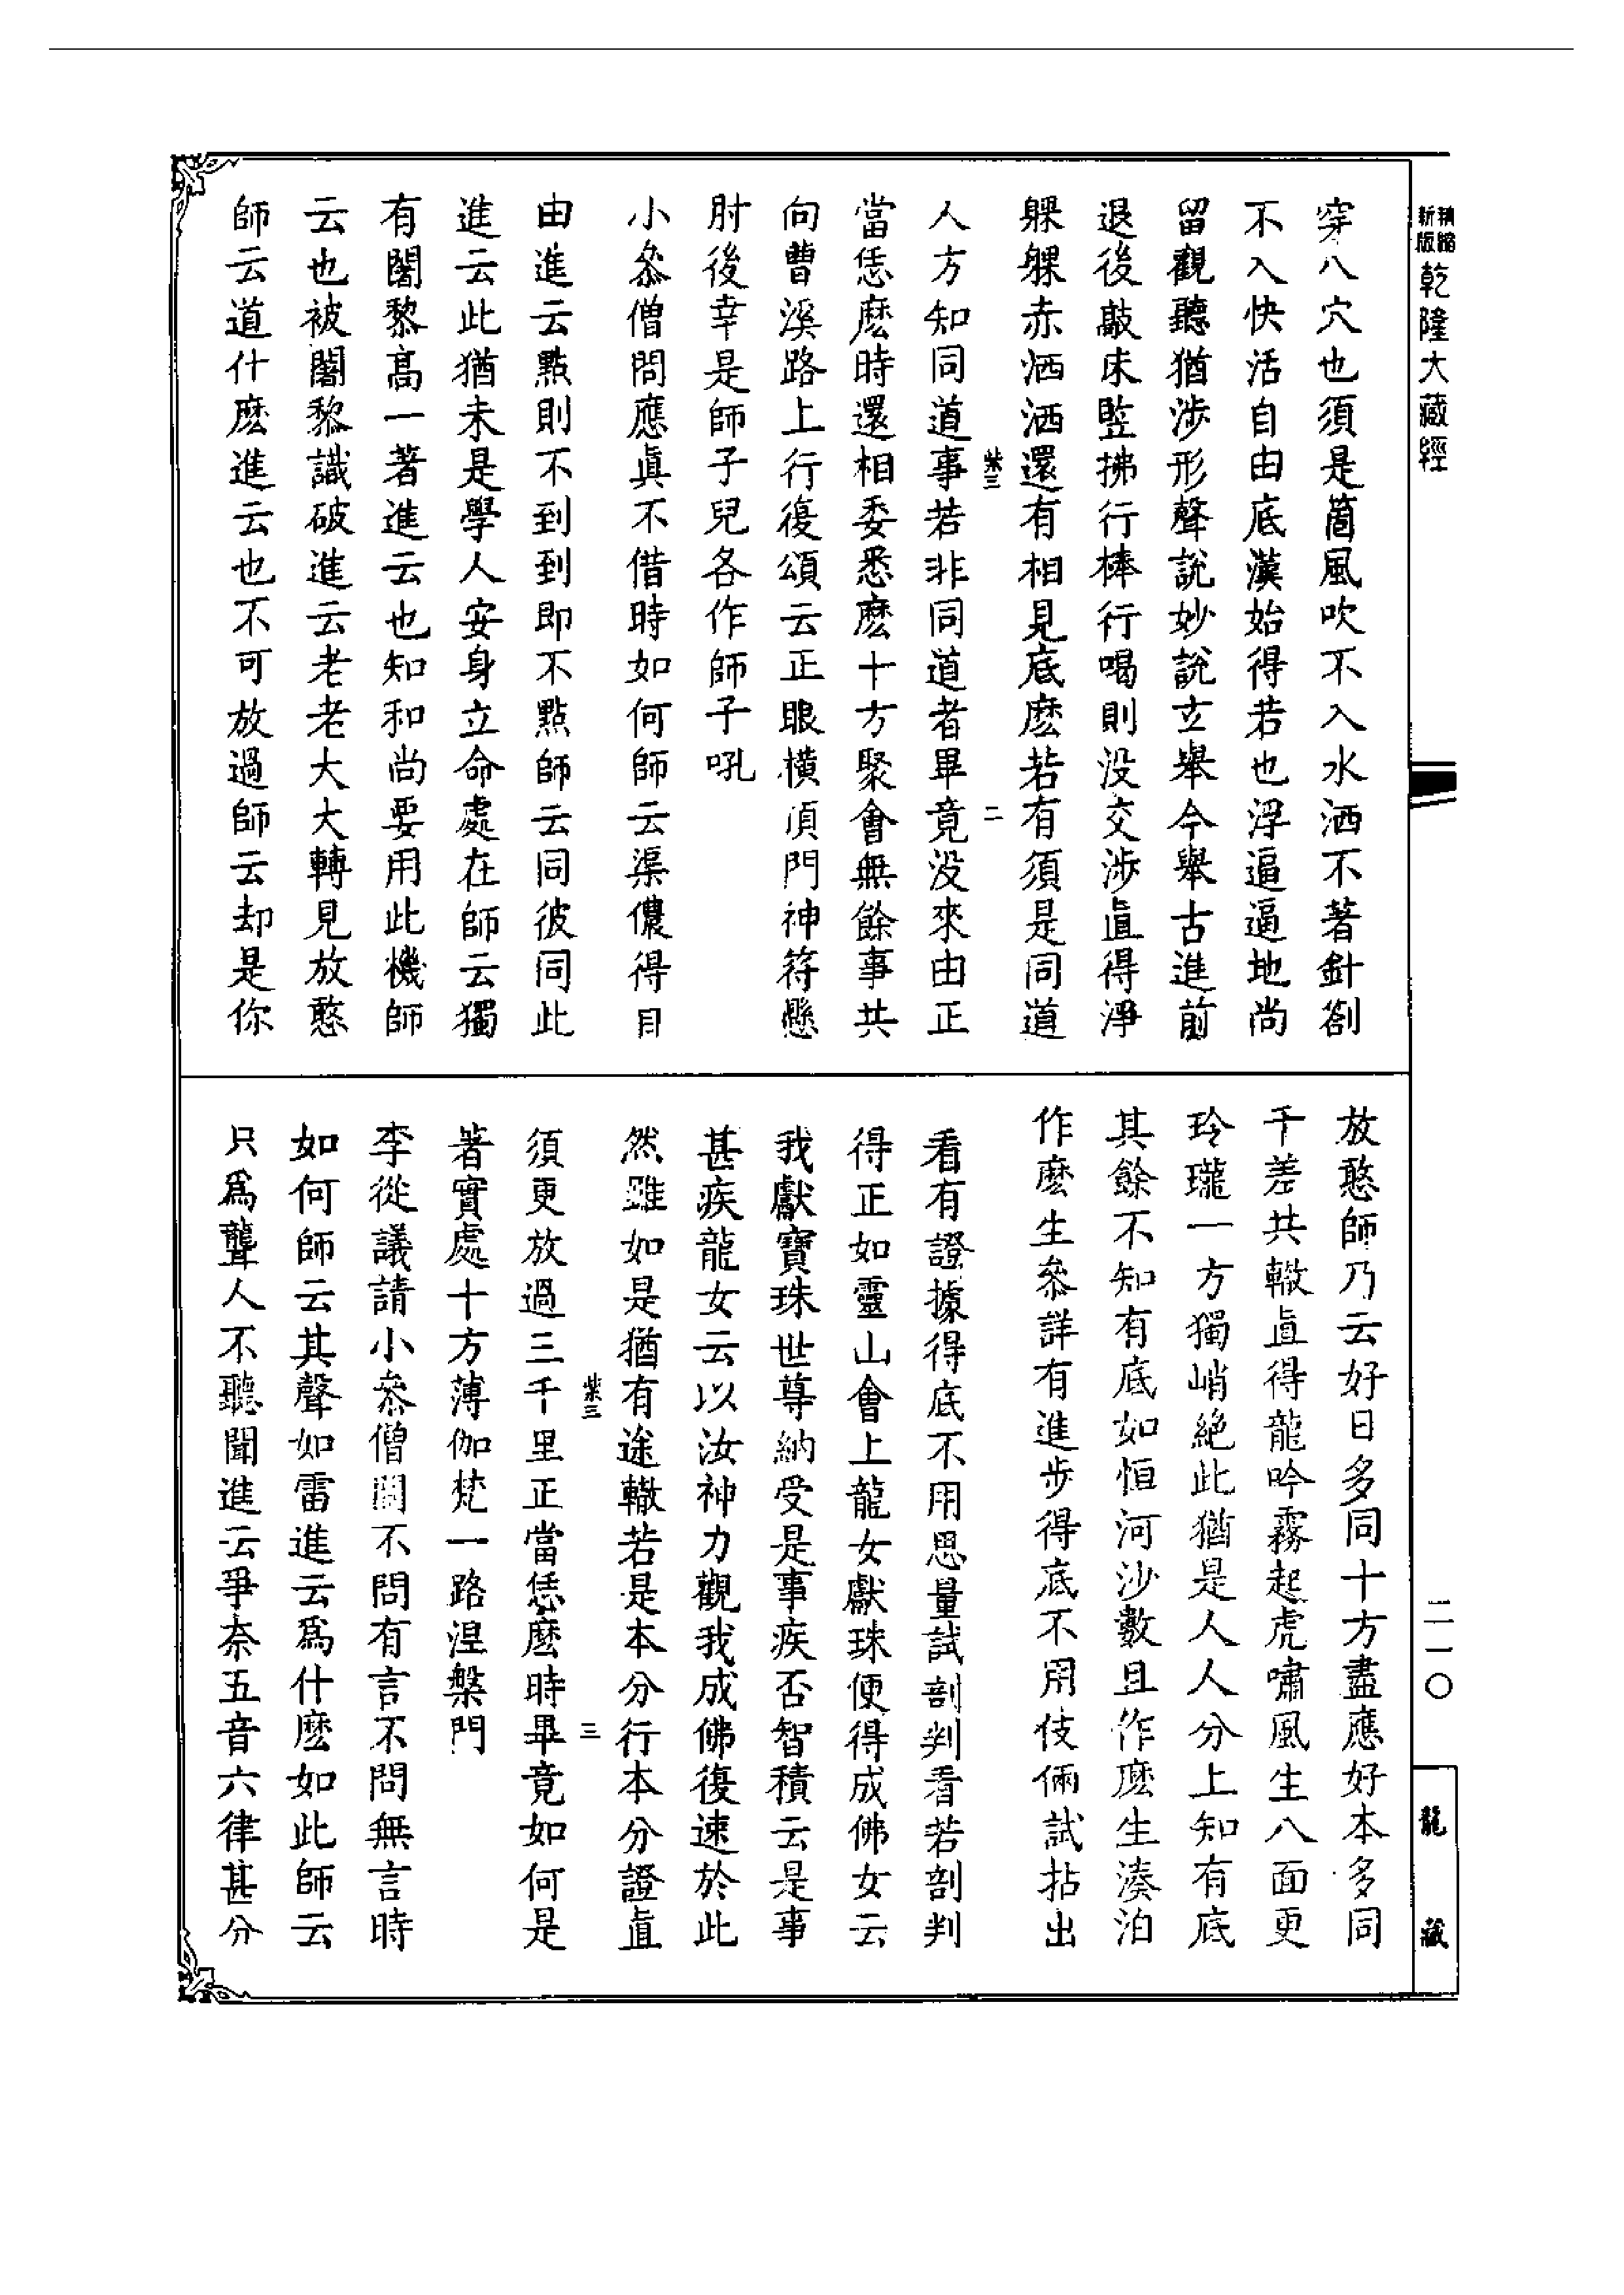 精縮新版乾隆大藏經
穿八穴也須是箇風吹不入水洒不著針劄
不入快活自由底漢始得若也浮逼逼地尚
留觀聽猶涉形聲說妙說玄舉今舉古進前
退後敲床竪拂行棒行喝則没交涉直得淨
躶躶赤洒洒還有相見底麽若有須是同道
紫三 二
人方知同道事若非同道者畢竟没來由正
當恁麽時還相委悉麽十方聚會無餘事共
向曹溪路上行復頌云正眼橫頂門神符懸
肘後幸是師子兒各作師子吼
小叅僧問應眞不借時如何師云渠儂得自
由進云點則不到到即不點師云同彼同此
進云此猶未是學人安身立命處在師云獨
有闍黎高一著進云也知和尚要用此機師
云也被闍黎識破進云老老大大轉見放憨
師云道什麽進云也不可放過師云却是你
放憨師乃云好日多同十方盡應好本多同
千差共轍直得龍吟霧起虎嘯風生八面更
玲瓏一方獨峭絶此猶是人人分上知有底
其餘不知有底如恒河沙數且作麽生湊泊
作麽生叅詳有進步得底不用伎倆試拈出
看有證據得底不用思量試剖判看若剖判
得正如靈山會上龍女獻珠便得成佛女云
我獻寶珠世尊納受是事疾否智積云是事
甚疾龍女云以汝神力觀我成佛復速於此
然雖如是猶有途轍若是本分行本分證直
紫三 三
須更放過三千里正當恁麽時畢竟如何是
著實處十方薄伽梵一路涅槃門
李從議請小叅僧問不問有言不問無言時
如何師云其聲如雷進云爲什麽如此師云
只爲聾人不聽聞進云爭奈五音六律甚分
二一〇
龍藏